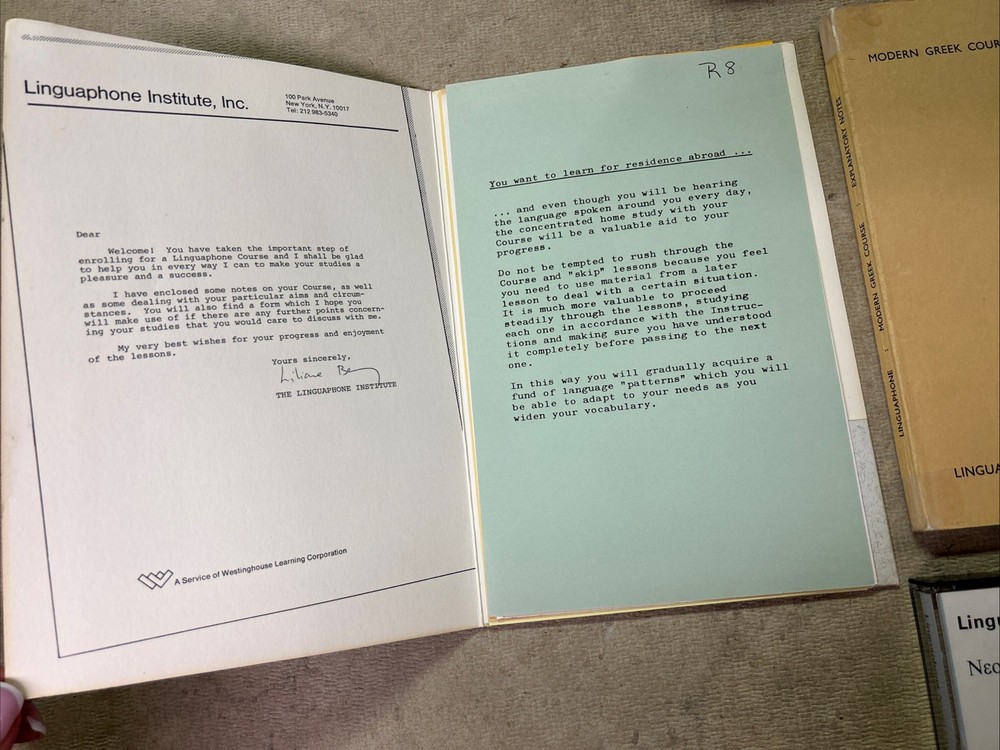 Linguaphone Institute, Inc.
100 Park Avenue
New York, N.Y. 10017
Tel: 212 983-5340
Dear
Welcome! You have taken the important step of
enrolling for a Linguaphone Course and I shall be glad
to help you in every way I can to make your studies a
pleasure and a success.
I have enclosed some notes on your Course, as well
as some dealing with your particular aims and circum-
stances. You will also find a form which I hope you
will make use of if there are any further points concern-
ing your studies that you would care to discuss with me.
My very best wishes for your progress and enjoyment
of the lessons.
Yours sincerely,
Liliane
THE LINGUAPHONE INSTITUTE
A Service of Westinghouse Learning Corporation
R8
You want to learn for residence abroad ...
... and even though you will be hearing
the language spoken around you every day,
the concentrated home study with your
Course will be a valuable aid to your
progress.
Do not be tempted to rush through the
Course and "skip" lessons because you feel
you need to use material from a later
lesson to deal with a certain situation.
It is much more valuable to proceed
steadily through the lessons, studying
each one in accordance with the Instruc-
tions and making sure you have understood
it completely before passing to the next
one.
In this way you will gradually acquire a
fund of language "patterns" which you will
be able to adapt to your needs as you
widen your vocabulary.
LINGUAPHONE : MODERN GREEK COURSE : EXPLANATORY NOTES
MODERN GREEK COUR
LINGUA
Lingu
Νεο